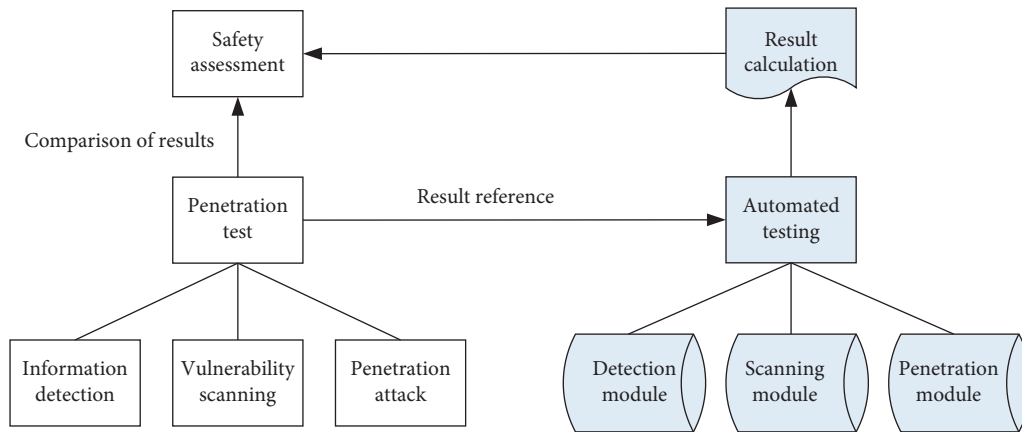 Safety
assessment
Result
calculation
Comparison of results
Penetration
test
Result reference
Automated
testing
Information
detection
Vulnerability
scanning
Penetration
attack
Detection
module
Scanning
module
Penetration
module